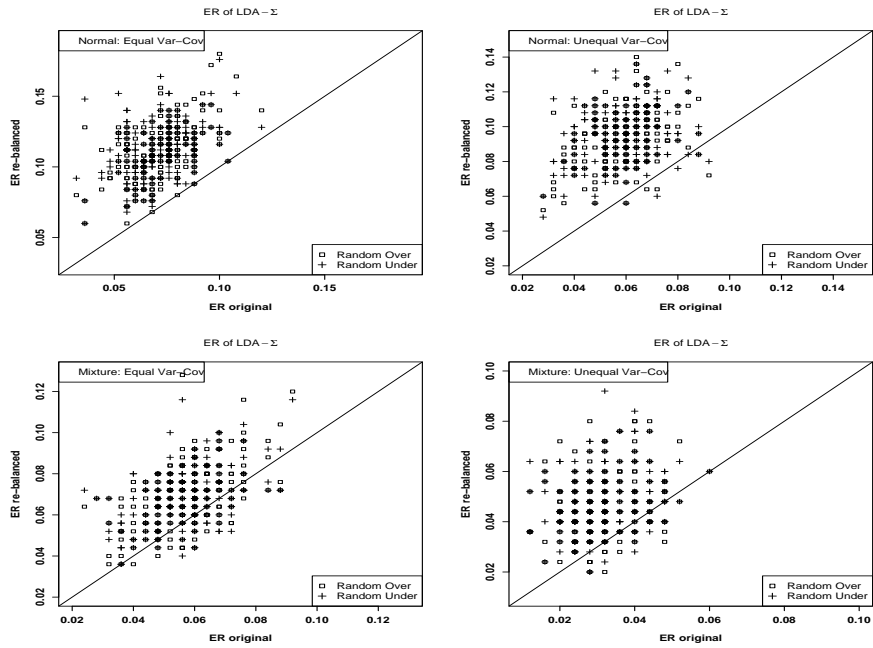 ER of LDA − Σ
Normal: Equal Var−Cov
ER re−balanced
0.15
0.10
0.05
Random Over
Random Under
0.05
0.10
0.15
ER original
ER of LDA − Σ
Normal: Unequal Var−Cov
ER re−balanced
0.14
0.12
0.10
0.08
0.06
0.04
0.02
Random Over
Random Under
0.02
0.04
0.06
0.08
0.10
0.12
0.14
ER original
ER of LDA − Σ
Mixture: Equal Var−Cov
ER re−balanced
0.12
0.10
0.08
0.06
0.04
0.02
Random Over
Random Under
0.02
0.04
0.06
0.08
0.10
0.12
ER original
ER of LDA − Σ
Mixture: Unequal Var−Cov
ER re−balanced
0.10
0.08
0.06
0.04
0.02
Random Over
Random Under
0.02
0.04
0.06
0.08
0.10
ER original